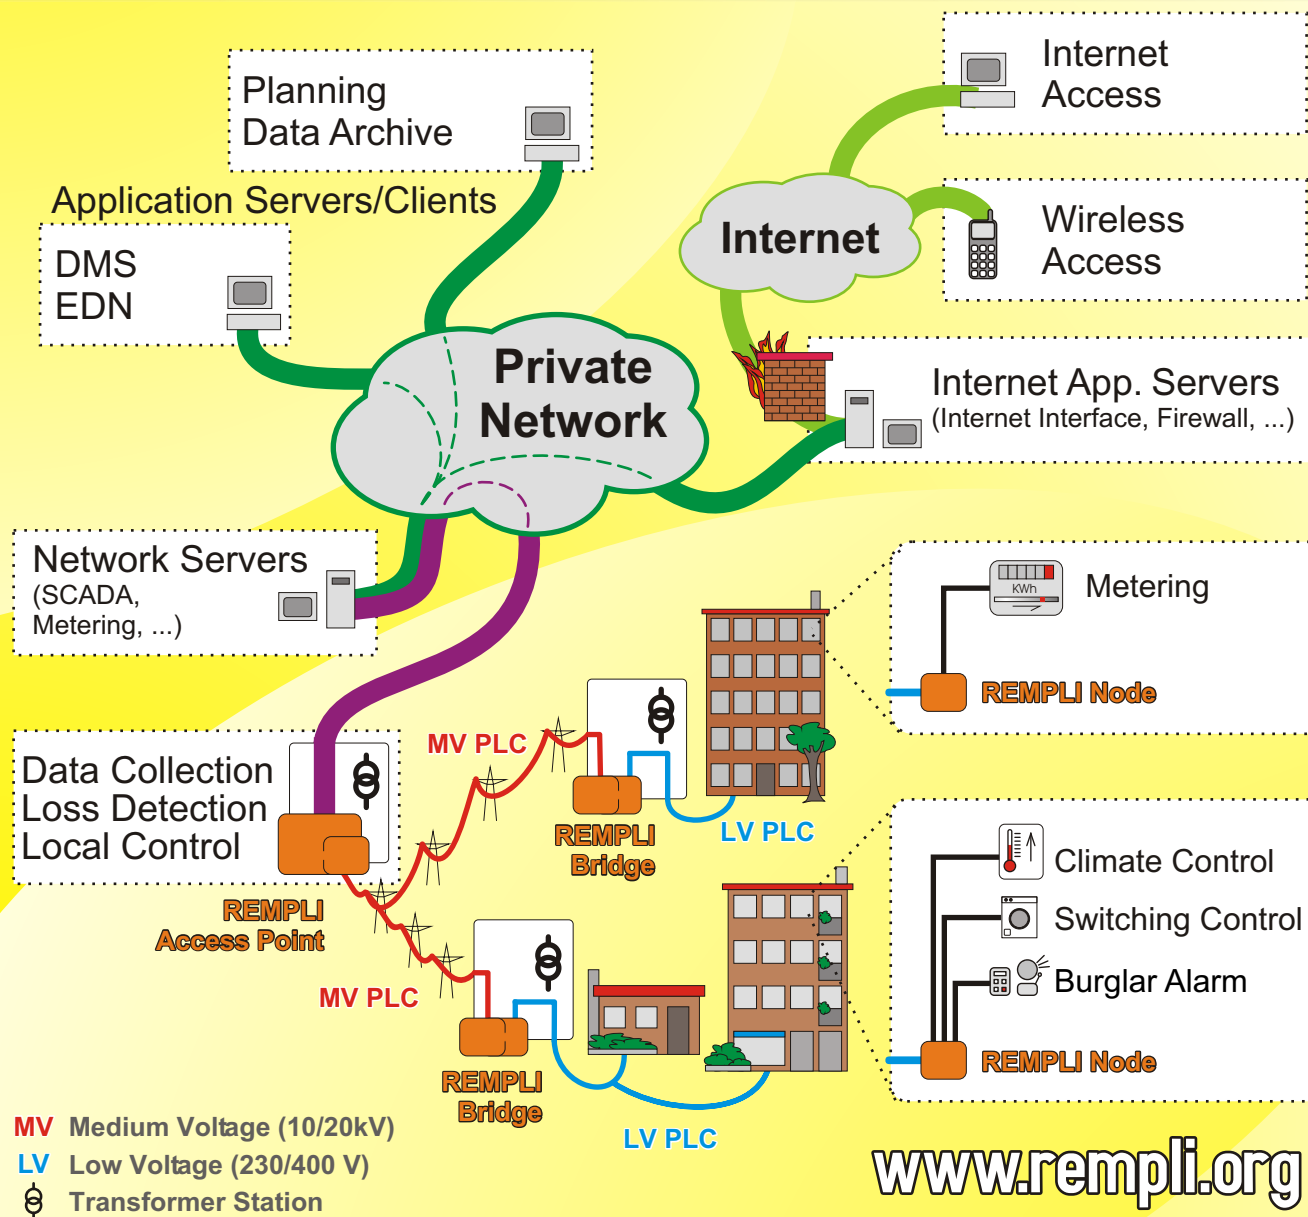 Planning
Data Archive
Application Servers/Clients
DMS
EDN
Internet
Access
Internet
Wireless
Access
Private
Network
Internet App. Servers
(Internet Interface, Firewall, ...)
Network Servers
(SCADA,
Metering, ...)
KWh
Metering
REMPLI Node
Data Collection
Loss Detection
Local Control
REMPLI
Access Point
MV PLC
REMPLI
Bridge
LV PLC
MV PLC
REMPLI
Bridge
LV PLC
Climate Control
Switching Control
Burglar Alarm
REMPLI Node
MV Medium Voltage (10/20kV)
LV Low Voltage (230/400 V)
Transformer Station
www.rempli.org